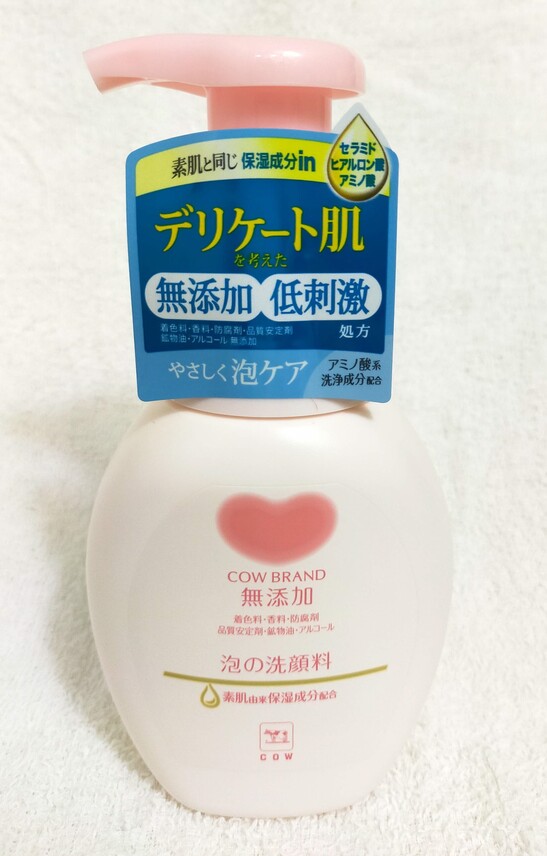 素肌と同じ 保湿成分in
セラミド
ヒアルロン酸
アミノ酸
デリケート肌
を考えた
無添加 低刺激
着色料・香料・防腐剤・品質安定剤
鉱物油・アルコール 無添加
処方
やさしく泡ケア
アミノ酸系
洗浄成分配合
COW BRAND
無添加
着色料・香料・防腐剤
品質安定剤・鉱物油・アルコール
泡の洗顔料
素肌由来保湿成分配合
COW